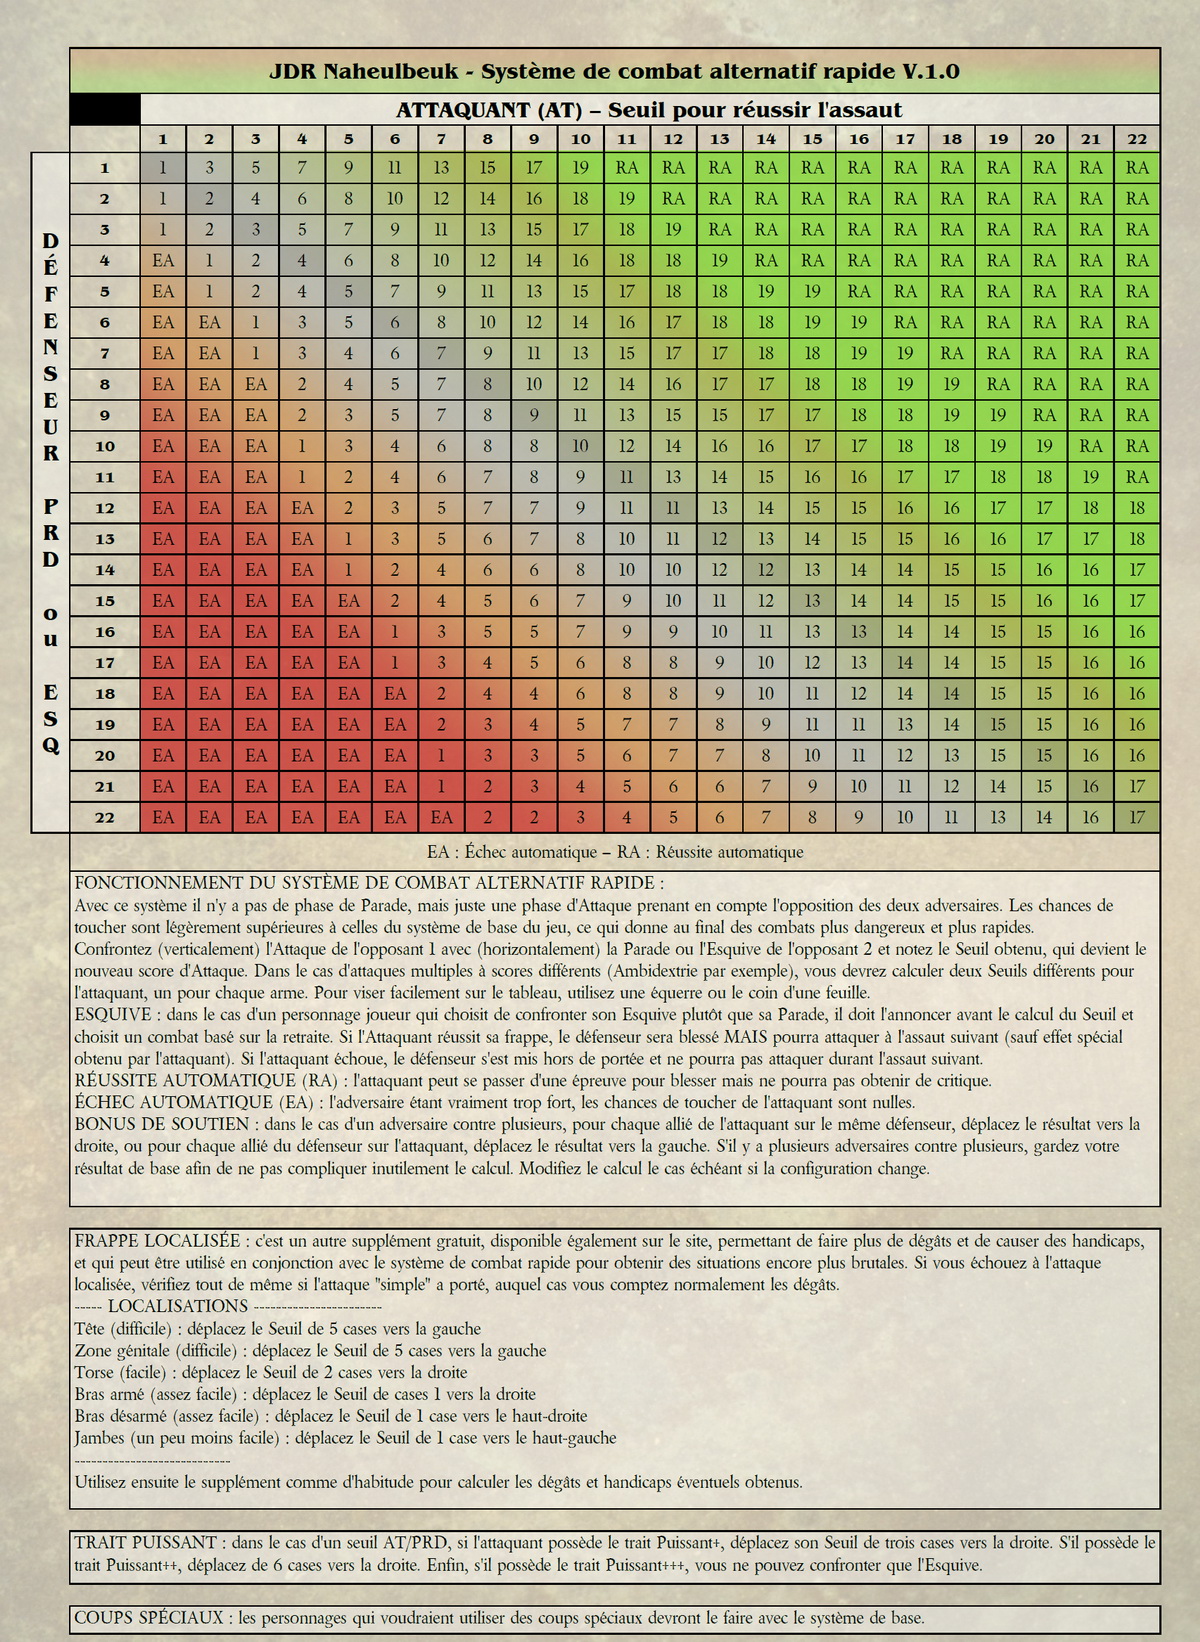 JDR Naheulbeuk - Système de combat alternatif rapide V.1.0
ATTAQUANT (AT) – Seuil pour réussir l'assaut
1 2 3 4 5 6 7 8 9 10 11 12 13 14 15 16 17 18 19 20 21 22
DÉFENSEUR PRD ou ESQ
1 1 3 5 7 9 11 13 15 17 19 RA RA RA RA RA RA RA RA RA RA RA RA
2 1 2 4 6 8 10 12 14 16 18 19 RA RA RA RA RA RA RA RA RA RA RA
3 1 2 3 5 7 9 11 13 15 17 18 19 RA RA RA RA RA RA RA RA RA RA
4 EA 1 2 4 6 8 10 12 14 16 18 18 19 RA RA RA RA RA RA RA RA RA
5 EA 1 2 4 5 7 9 11 13 15 17 18 18 19 19 RA RA RA RA RA RA RA
6 EA EA 1 3 5 6 8 10 12 14 16 17 18 18 19 19 RA RA RA RA RA RA
7 EA EA 1 3 4 6 7 9 11 13 15 17 17 18 18 19 19 RA RA RA RA RA
8 EA EA EA 2 4 5 7 8 10 12 14 16 17 17 18 18 19 19 RA RA RA RA
9 EA EA EA 2 3 5 7 8 9 11 13 15 15 17 17 18 18 19 19 RA RA RA
10 EA EA EA 1 3 4 6 8 8 10 12 14 16 16 17 17 18 18 19 19 RA RA
11 EA EA EA 1 2 4 6 7 8 9 11 13 14 15 16 16 17 17 18 18 19 RA
12 EA EA EA EA 2 3 5 7 7 9 11 11 13 14 15 15 16 16 17 17 18 18
13 EA EA EA EA 1 3 5 6 7 8 10 11 12 13 14 15 15 16 16 17 17 18
14 EA EA EA EA 1 2 4 6 6 8 10 10 12 12 13 14 14 15 15 16 16 17
15 EA EA EA EA EA 2 4 5 6 7 9 10 11 12 13 14 14 15 15 16 16 17
16 EA EA EA EA EA 1 3 5 5 7 9 9 10 11 13 13 14 14 15 15 16 16
17 EA EA EA EA EA 1 3 4 5 6 8 8 9 10 12 13 14 14 15 15 16 16
18 EA EA EA EA EA EA 2 4 4 6 8 8 9 10 11 12 14 14 15 15 16 16
19 EA EA EA EA EA EA 2 3 4 5 7 7 8 9 11 11 13 14 15 15 16 16
20 EA EA EA EA EA EA 1 3 3 5 6 7 7 8 10 11 12 13 15 15 16 16
21 EA EA EA EA EA EA 1 2 3 4 5 6 6 7 9 10 11 12 14 15 16 17
22 EA EA EA EA EA EA EA 2 2 3 4 5 6 7 8 9 10 11 13 14 16 17
EA : Échec automatique – RA : Réussite automatique
FONCTIONNEMENT DU SYSTÈME DE COMBAT ALTERNATIF RAPIDE :
Avec ce système il n'y a pas de phase de Parade, mais juste une phase d'Attaque prenant en compte l'opposition des deux adversaires. Les chances de
toucher sont légèrement supérieures à celles du système de base du jeu, ce qui donne au final des combats plus dangereux et plus rapides.
Confrontez (verticalement) l'Attaque de l'opposant 1 avec (horizontalement) la Parade ou l'Esquive de l'opposant 2 et notez le Seuil obtenu, qui devient le
nouveau score d'Attaque. Dans le cas d'attaques multiples à scores différents (Ambidextrie par exemple), vous devrez calculer deux Seuils différents pour
l'attaquant, un pour chaque arme. Pour viser facilement sur le tableau, utilisez une équerre ou le coin d'une feuille.
ESQUIVE : dans le cas d'un personnage joueur qui choisit de confronter son Esquive plutôt que sa Parade, il doit l'annoncer avant le calcul du Seuil et
choisit un combat basé sur la retraite. Si l'Attaquant réussit sa frappe, le défenseur sera blessé MAIS pourra attaquer à l'assaut suivant (sauf effet spécial
obtenu par l'attaquant). Si l'attaquant échoue, le défenseur s'est mis hors de portée et ne pourra pas attaquer durant l'assaut suivant.
RÉUSSITE AUTOMATIQUE (RA) : l'attaquant peut se passer d'une épreuve pour blesser mais ne pourra pas obtenir de critique.
ÉCHEC AUTOMATIQUE (EA) : l'adversaire étant vraiment trop fort, les chances de toucher de l'attaquant sont nulles.
BONUS DE SOUTIEN : dans le cas d'un adversaire contre plusieurs, pour chaque allié de l'attaquant sur le même défenseur, déplacez le résultat vers la
droite, ou pour chaque allié du défenseur sur l'attaquant, déplacez le résultat vers la gauche. S'il y a plusieurs adversaires contre plusieurs, gardez votre
résultat de base afin de ne pas compliquer inutilement le calcul. Modifiez le calcul le cas échéant si la configuration change.
FRAPPE LOCALISÉE : c'est un autre supplément gratuit, disponible également sur le site, permettant de faire plus de dégâts et de causer des handicaps,
et qui peut être utilisé en conjonction avec le système de combat rapide pour obtenir des situations encore plus brutales. Si vous échouez à l'attaque
localisée, vérifiez tout de même si l'attaque "simple" a porté, auquel cas vous comptez normalement les dégâts.
----- LOCALISATIONS -----------------------
Tête (difficile) : déplacez le Seuil de 5 cases vers la gauche
Zone génitale (difficile) : déplacez le Seuil de 5 cases vers la gauche
Torse (facile) : déplacez le Seuil de 2 cases vers la droite
Bras armé (assez facile) : déplacez le Seuil de cases 1 vers la droite
Bras désarmé (assez facile) : déplacez le Seuil de 1 case vers le haut-droite
Jambes (un peu moins facile) : déplacez le Seuil de 1 case vers le haut-gauche
----------------------------
Utilisez ensuite le supplément comme d'habitude pour calculer les dégâts et handicaps éventuels obtenus.
TRAIT PUISSANT : dans le cas d'un seuil AT/PRD, si l'attaquant possède le trait Puissant+, déplacez son Seuil de trois cases vers la droite. S'il possède le
trait Puissant++, déplacez de 6 cases vers la droite. Enfin, s'il possède le trait Puissant+++, vous ne pouvez confronter que l'Esquive.
COUPS SPÉCIAUX : les personnages qui voudraient utiliser des coups spéciaux devront le faire avec le système de base.